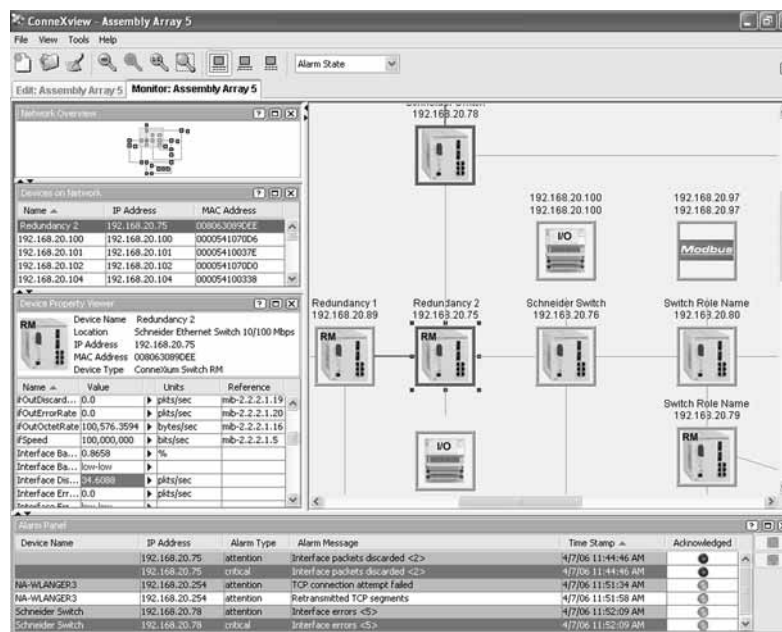 ConneXview - Assembly Array 5
File View Tools Help
Alarm State
Edit: Assembly Array 5 Monitor: Assembly Array 5
Network Overview
Devices on Network
Name IP Address MAC Address
Redundancy 2 192.168.20.75 008063089DEE
192.168.20.100 192.168.20.100 0000541070D6
192.168.20.101 192.168.20.101 00005410037E
192.168.20.102 192.168.20.102 0000541070D0
192.168.20.104 192.168.20.104 000054100338
Device Property Viewer
RM
Device Name Redundancy 2
Location Schneider Ethernet Switch 10/100 Mbps
IP Address 192.168.20.75
MAC Address 008063089DEE
Device Type ConneXium Switch RM
Name Value Units Reference
ifOutDiscard... 0.0 pkts/sec mib-2.2.2.1.19
ifOutErrorRate 0.0 pkts/sec mib-2.2.2.1.20
ifOutOctetRate 100,576.3594 bytes/sec mib-2.2.2.1.16
ifSpeed 100,000,000 bits/sec mib-2.2.2.1.5
Interface Ba... 0.8658 %
Interface Ba... low-low
Interface Dis... 34.6088 pkts/sec
Interface Err... 0.0 pkts/sec
192.168.20.78
192.168.20.100
192.168.20.100
I/O
192.168.20.97
192.168.20.97
Modbus
Redundancy 1
192.168.20.89
RM
Redundancy 2
192.168.20.75
RM
Schneider Switch
192.168.20.76
Switch Role Name
192.168.20.80
I/O
Switch Role Name
192.168.20.79
RM
Alarm Panel
Device Name IP Address Alarm Type Alarm Message Time Stamp Acknowledged
192.168.20.75 attention Interface packets discarded <2> 4/7/06 11:44:46 AM
192.168.20.75 critical Interface packets discarded <2> 4/7/06 11:44:46 AM
NA-WLANGER3 192.168.20.254 attention TCP connection attempt failed 4/7/06 11:51:34 AM
NA-WLANGER3 192.168.20.254 attention Retransmitted TCP segments 4/7/06 11:51:58 AM
Schneider Switch 192.168.20.78 attention Interface errors <5> 4/7/06 11:52:09 AM
Schneider Switch 192.168.20.78 critical Interface errors <5> 4/7/06 11:52:09 AM